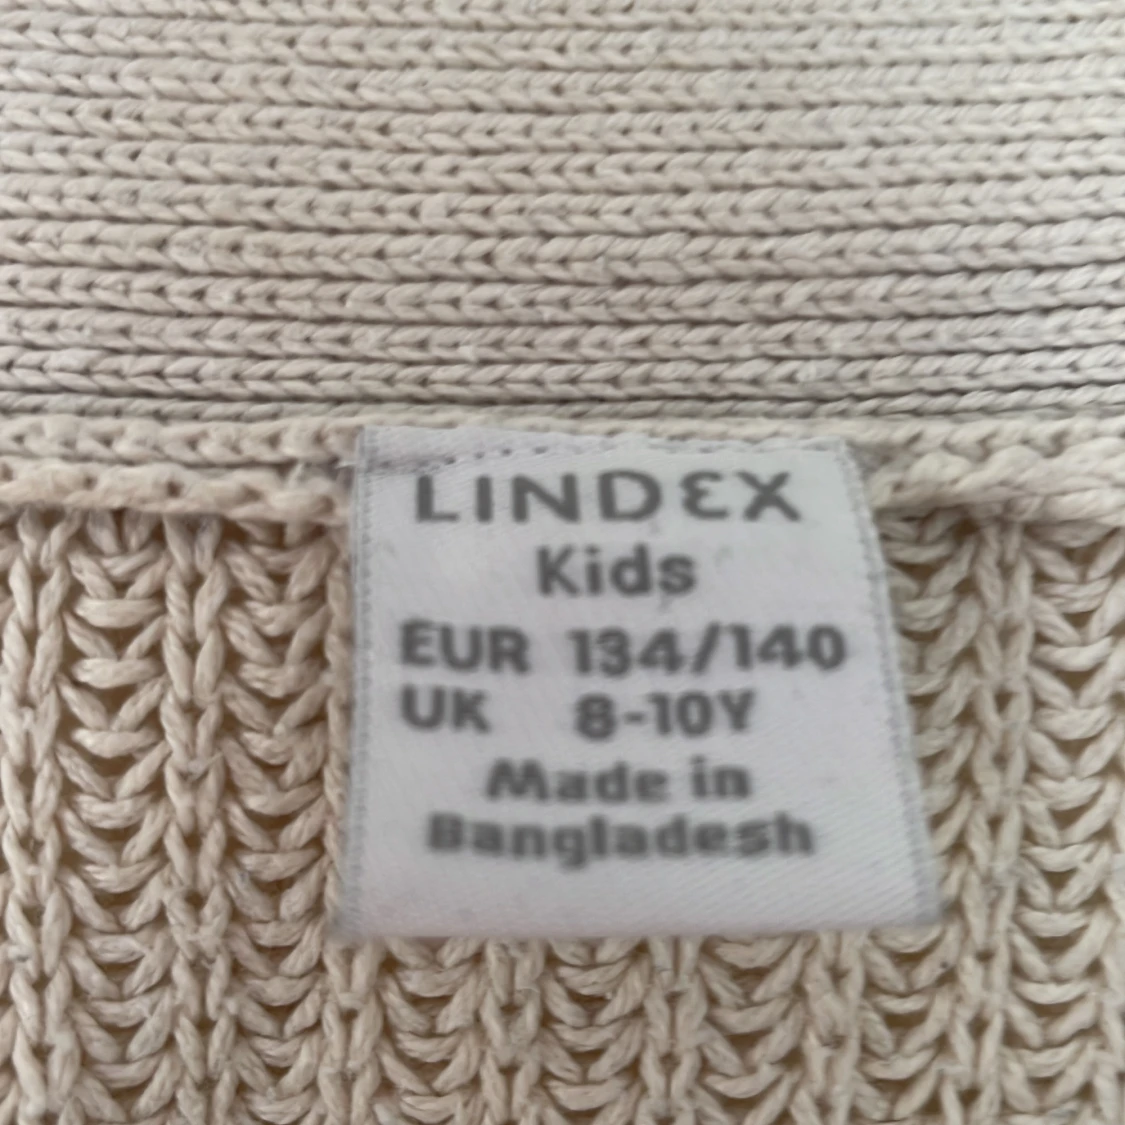 LINDEX
Kids
EUR 134/140
UK 8-10Y
Made in
Bangladesh